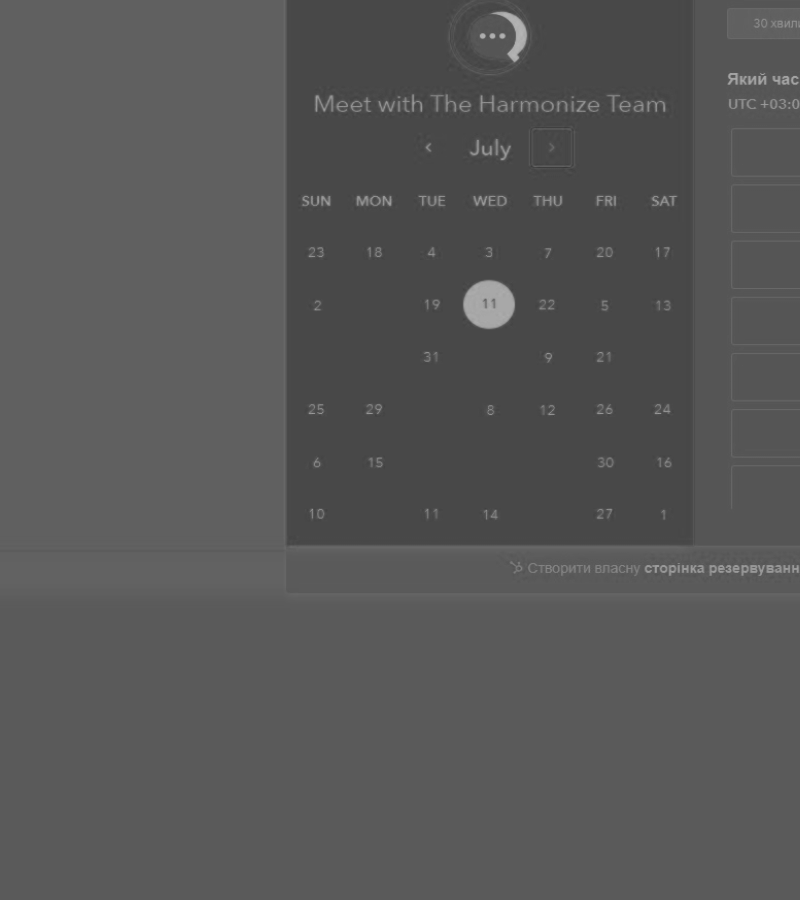 30
Який час
UTC +03:0
Meet with The Harmonize Team
July
SUN MON TUE WED THU FRI SAT
23 18 4 3 7 20 17
2 19 11 22 5 13
31 9 21
25 29 8 12 26 24
6 15 30 16
10 11 14 27 1
Створити власну сторінка